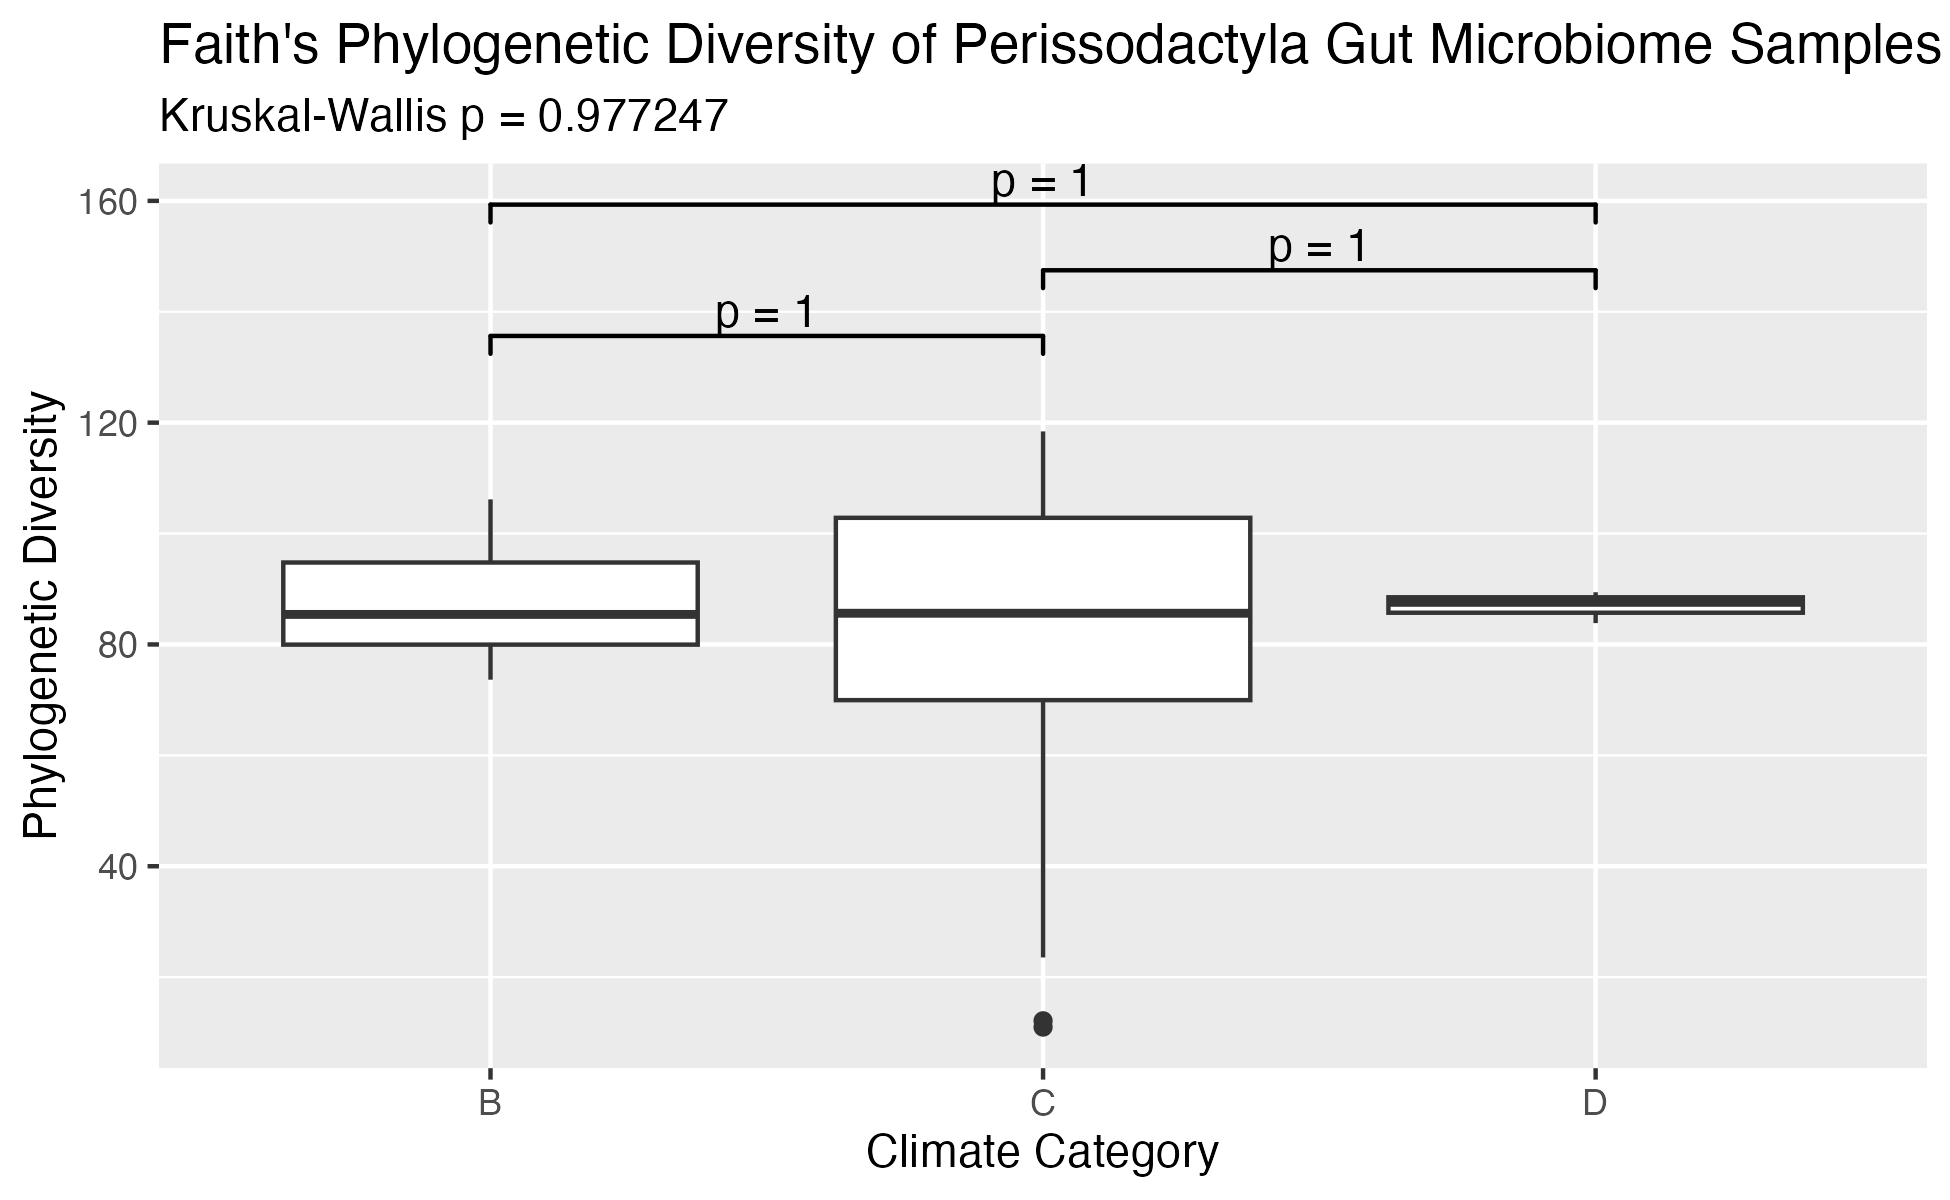 Faith's Phylogenetic Diversity of Perissodactyla Gut Microbiome Samples
Kruskal-Wallis p = 0.977247
p = 1
p = 1
p = 1
160
120
80
40
Phylogenetic Diversity
B
C
D
Climate Category